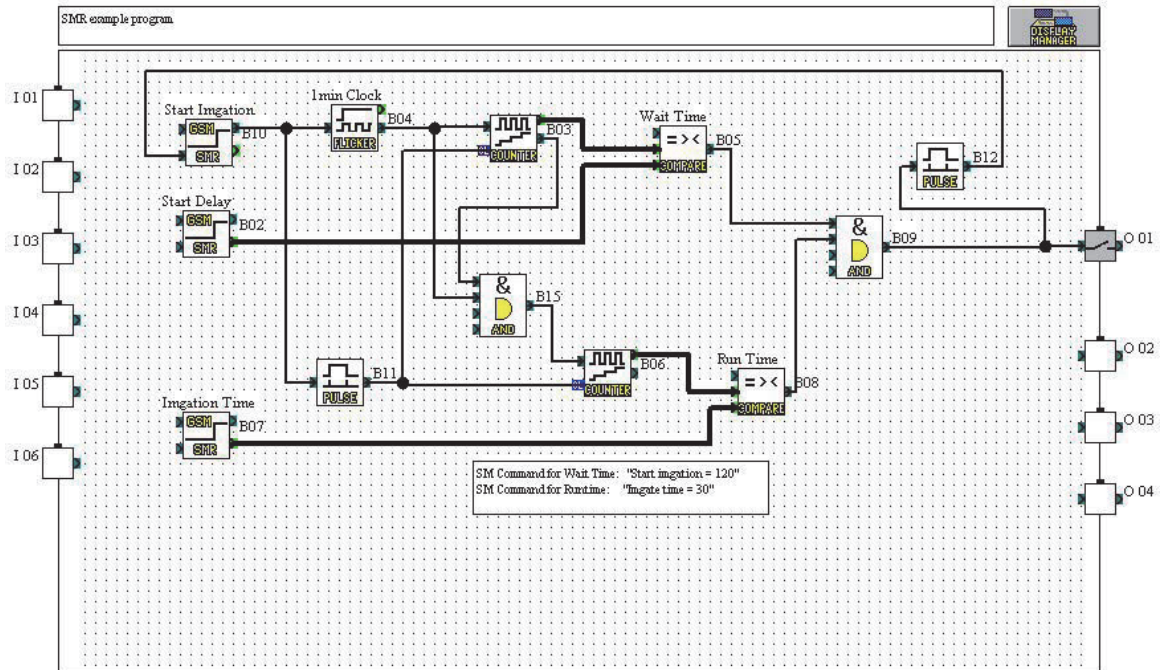 SMR example program
DISPLAY
MANAGER
I 01
I 02
I 03
I 04
I 05
I 06
Start Imgation
GSM
SMR
B10
1min Clock
FLICKER
B04
COUNTER
B03
Wait Time
= > <
COMPARE
B05
PULSE
B12
Start Delay
GSM
SMR
B02
&
AND
B09
O 01
&
AND
B15
PULSE
B11
COUNTER
B06
Run Time
= > <
COMPARE
B08
Imgation Time
GSM
SMR
B07
O 02
O 03
O 04
SM Command for Wait Time: "Start imgation = 120"
SM Command for Runtime: "Imgate time = 30"